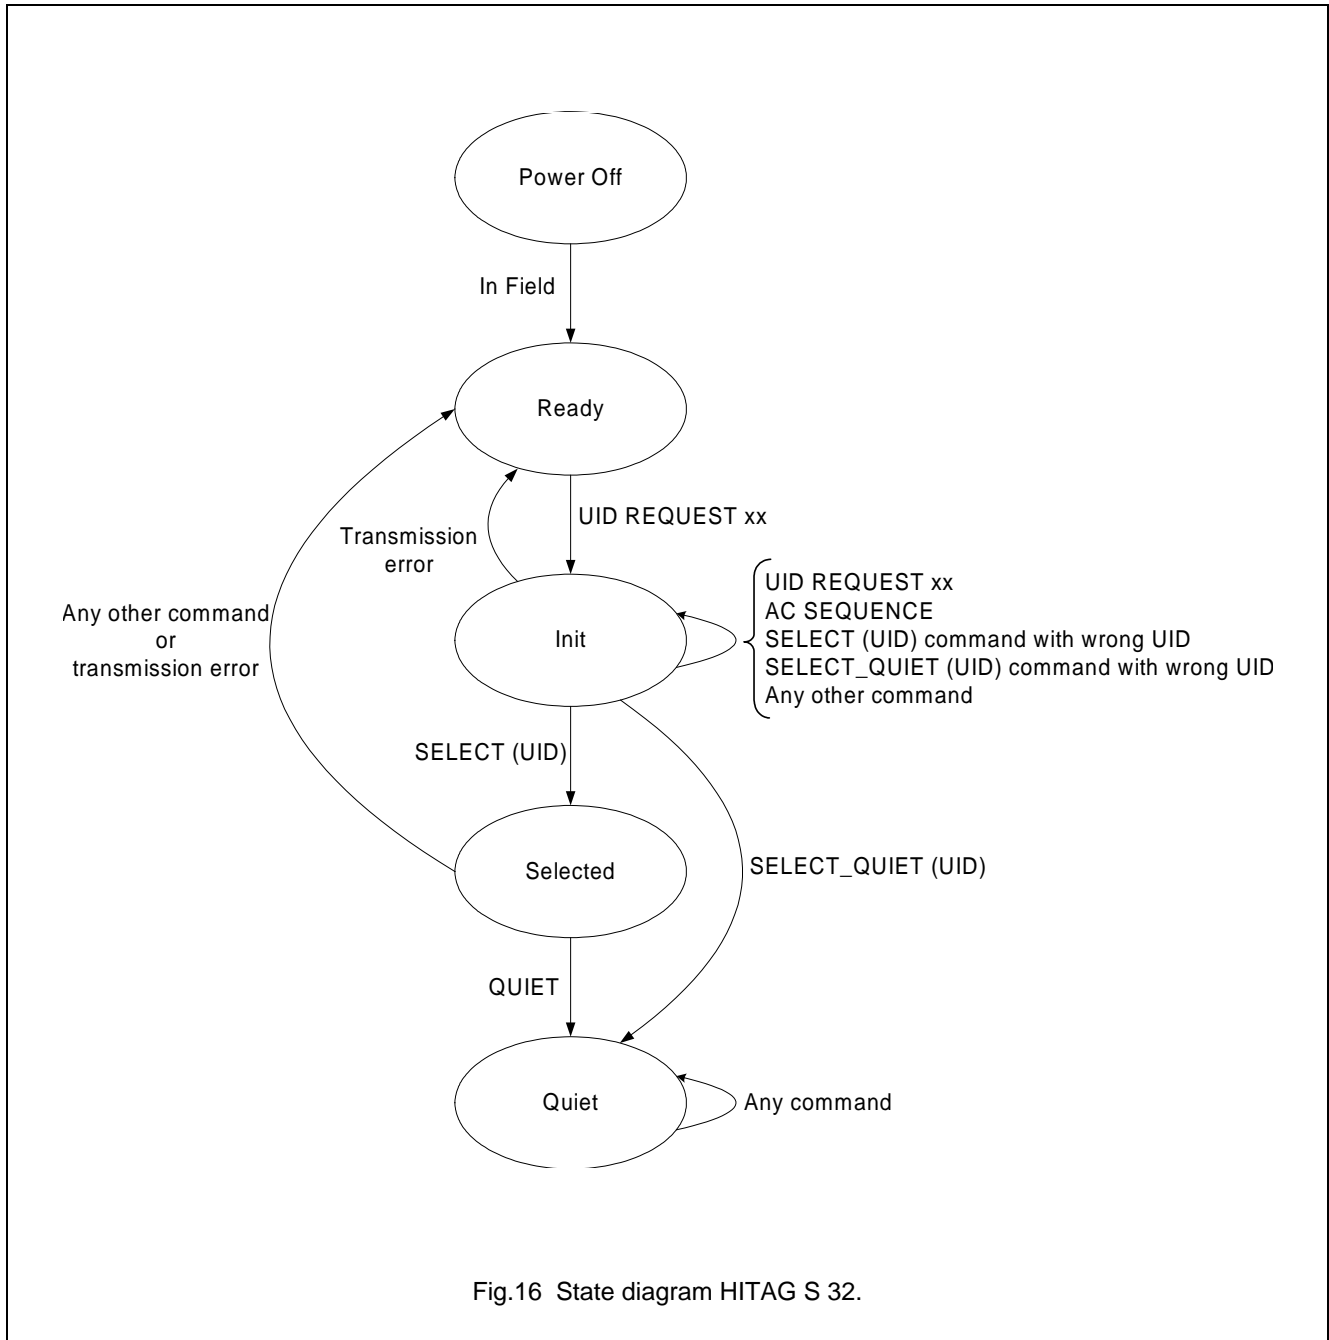 Power Off
In Field
Ready
UID REQUEST xx
Transmission
error
UID REQUEST xx
AC SEQUENCE
SELECT (UID) command with wrong UID
SELECT_QUIET (UID) command with wrong UID
Any other command
Any other command
or
transmission error
Init
SELECT (UID)
SELECT_QUIET (UID)
Selected
QUIET
Quiet
Any command
Fig.16 State diagram HITAG S 32.